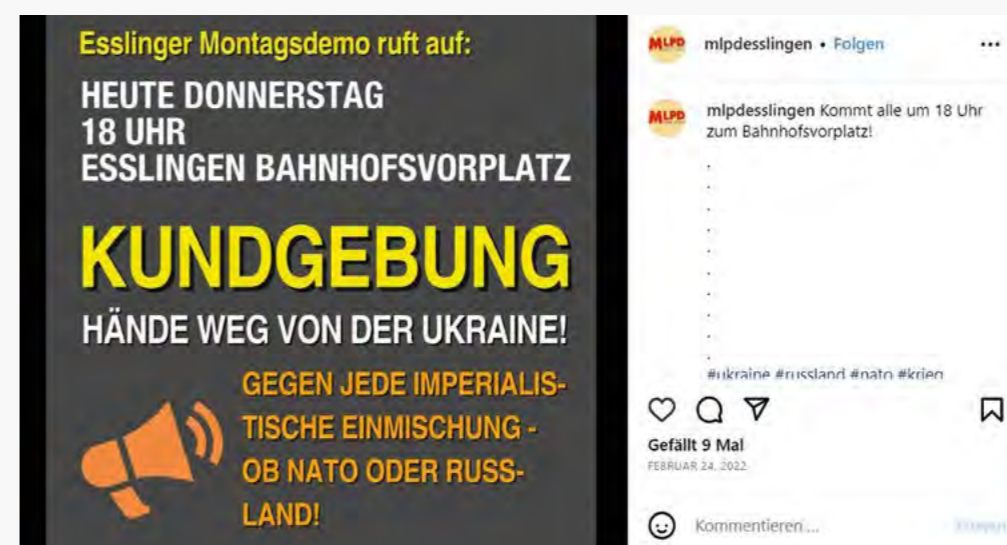 Esslinger Montagsdemo ruft auf:
HEUTE DONNERSTAG
18 UHR
ESSLINGEN BAHNHOFSVORPLATZ
KUNDGEBUNG
HÄNDE WEG VON DER UKRAINE!
GEGEN JEDE IMPERIALIS-
TISCHE EINMISCHUNG -
OB NATO ODER RUSS-
LAND!
MLPD
mlpdesslingen • Folgen
MLPD
mlpdesslingen Kommt alle um 18 Uhr
zum Bahnhofsvorplatz!
.
.
.
.
.
.
.
.
.
.
#ukraine #russland #nato #krieg
Gefällt 9 Mal
FEBRUAR 24, 2022
Kommentieren ...